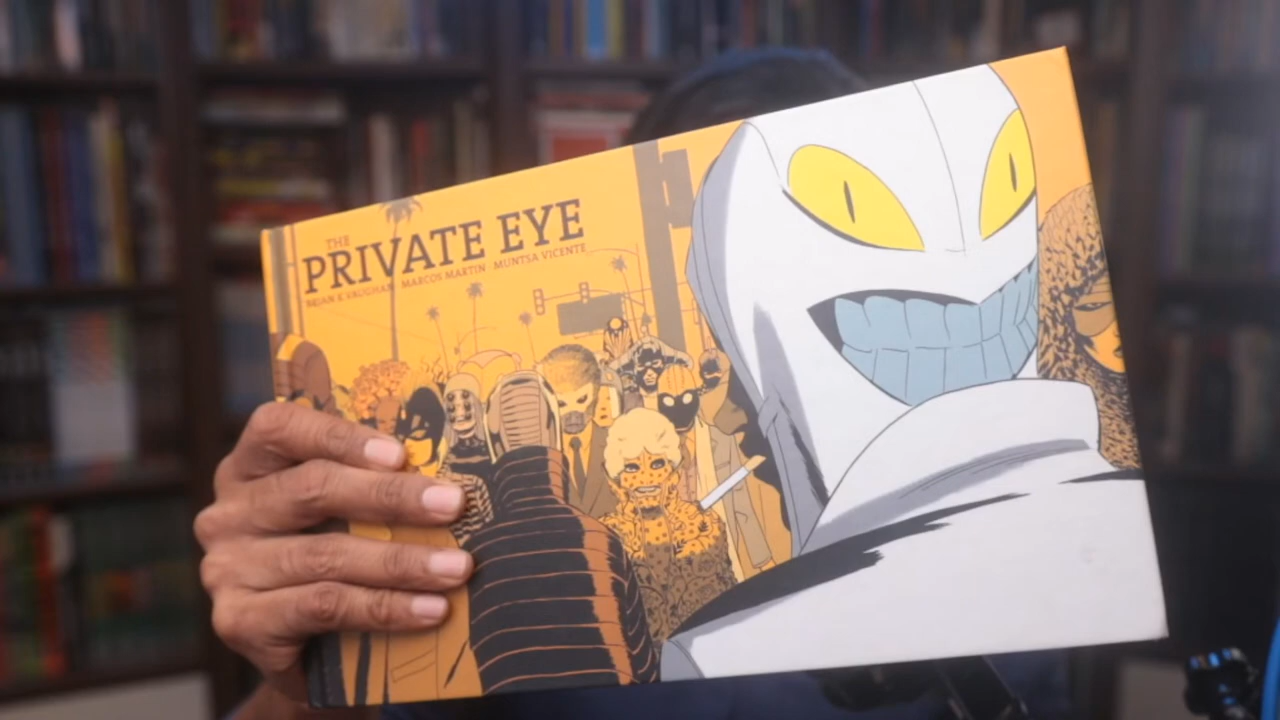 THE
PRIVATE EYE
BRIAN K VAUGHAN MARCOS MARTIN MUNTSA VICENTE